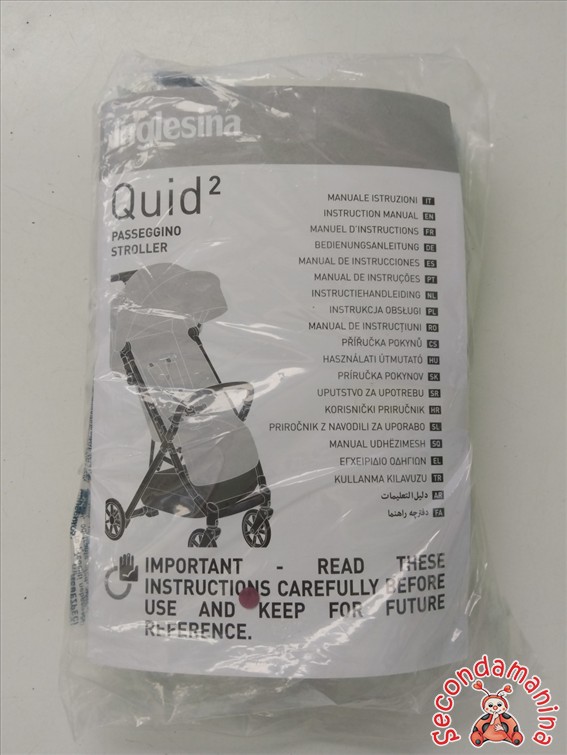 Inglesina
Quid²
PASSEGGINO
STROLLER
MANUALE ISTRUZIONI IT
INSTRUCTION MANUAL EN
MANUEL D'INSTRUCTIONS FR
BEDIENUNGSANLEITUNG DE
MANUAL DE INSTRUCCIONES ES
MANUAL DE INSTRUÇÕES PT
INSTRUCTIEHANDLEIDING NL
INSTRUKCJA OBSŁUGI PL
MANUAL DE INSTRUCȚIUNI RO
PŘÍŘUČKA POKYNŮ CS
HASZNÁLATI ÚTMUTATÓ HU
PRÍRUČKA POKYNOV SK
UPUTSTVO ZA UPOTREBU SR
KORISNIČKI PRIRUČNIK HR
PRIROČNIK Z NAVODILI ZA UPORABO SL
MANUAL UDHËZIMESH SQ
ΕΓΧΕΙΡΙΔΙΟ ΟΔΗΓΙΩΝ EL
KULLANMA KILAVUZU TR
دليل التعليمات AR
دفترچه راهنما FA
IMPORTANT - READ THESE
INSTRUCTIONS CAREFULLY BEFORE
USE AND KEEP FOR FUTURE
REFERENCE.
Secondamanina